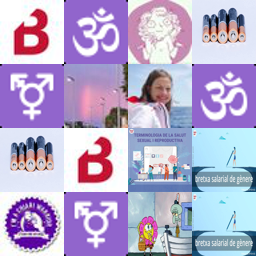 B
ॐ
ॐ
B
TERMINOLOGIA DE LA SALUT
SEXUAL I REPRODUCTIVA
bretxa salarial de gènere
bretxa salarial de gènere